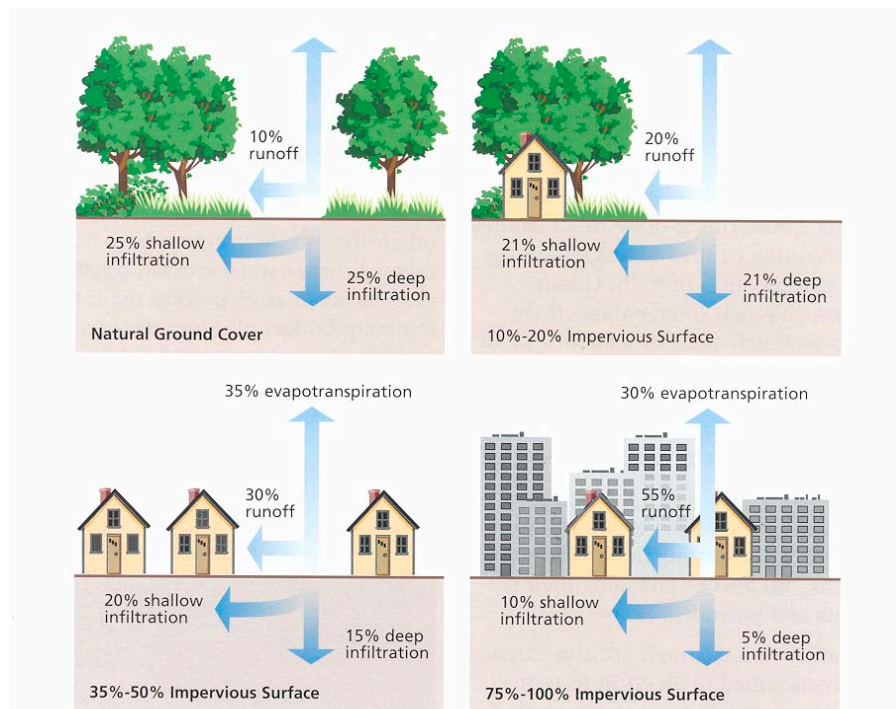 10%
runoff
25% shallow
infiltration
25% deep
infiltration
Natural Ground Cover
20%
runoff
21% shallow
infiltration
21% deep
infiltration
10%-20% Impervious Surface
35% evapotranspiration
30%
runoff
20% shallow
infiltration
15% deep
infiltration
35%-50% Impervious Surface
30% evapotranspiration
55%
runoff
10% shallow
infiltration
5% deep
infiltration
75%-100% Impervious Surface